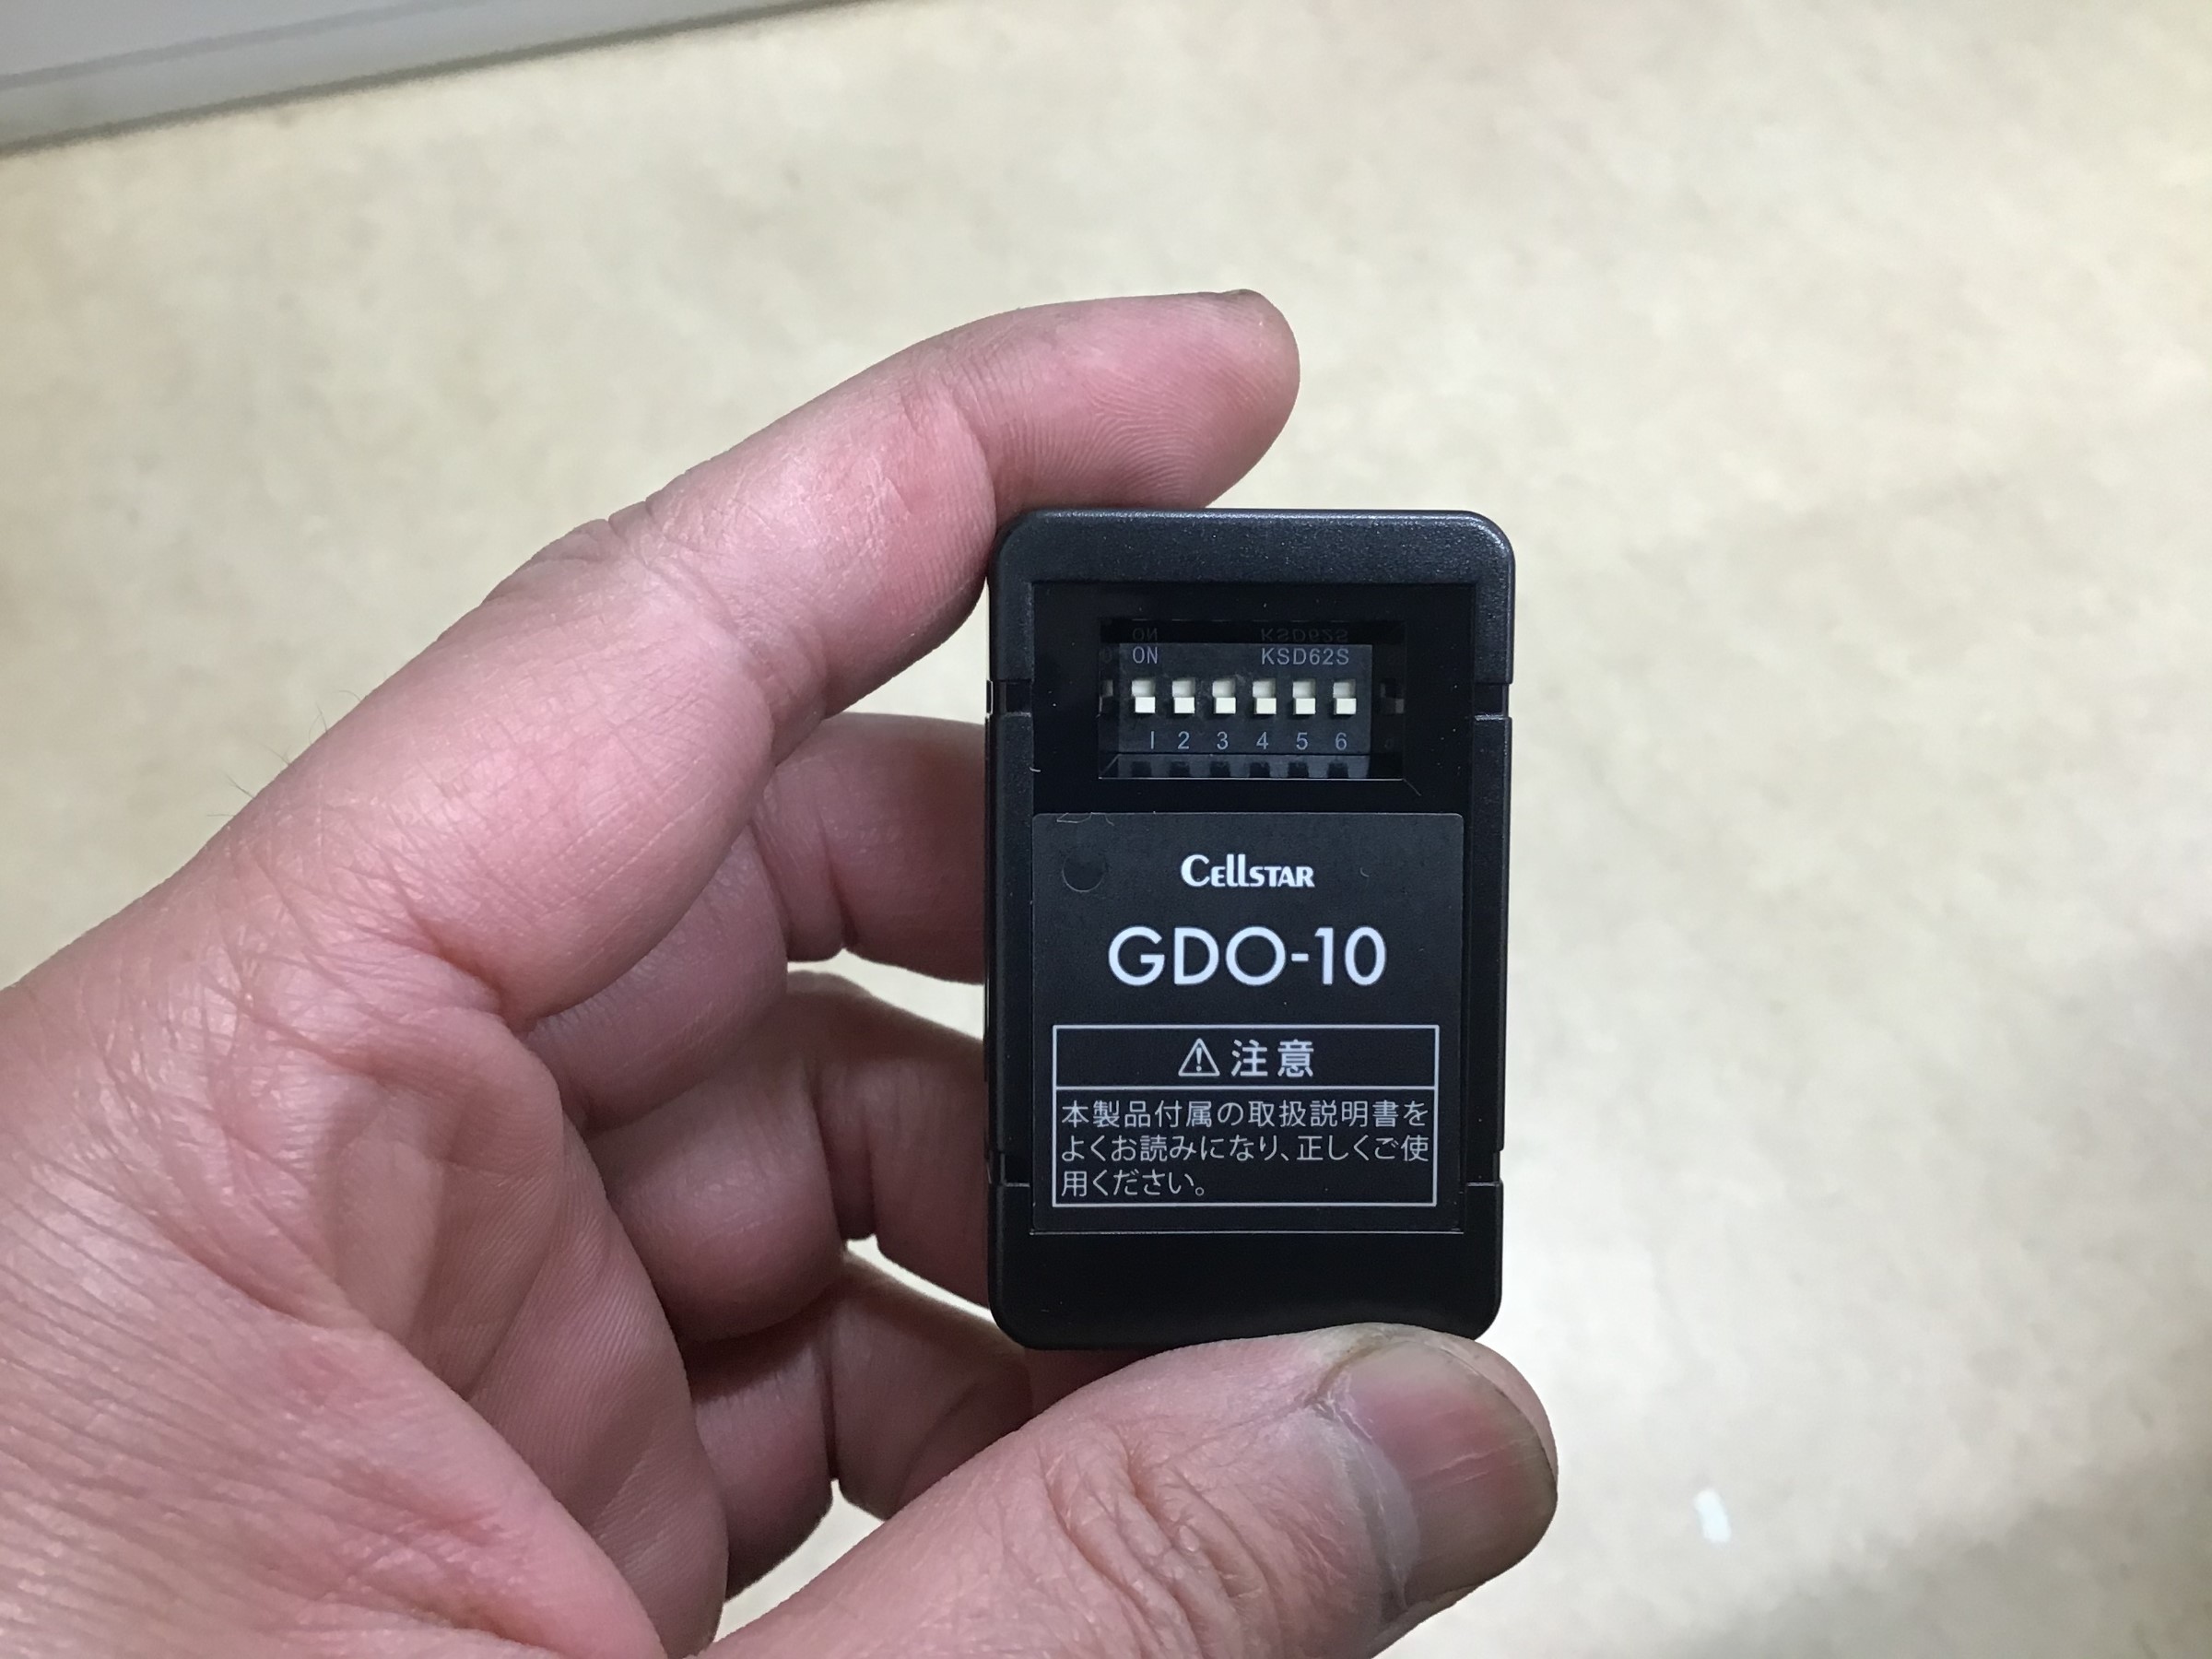 ON KSD62S
1 2 3 4 5 6
CELLSTAR
GDO-10
⚠注意
本製品付属の取扱説明書を
よくお読みになり、正しくご使
用ください。